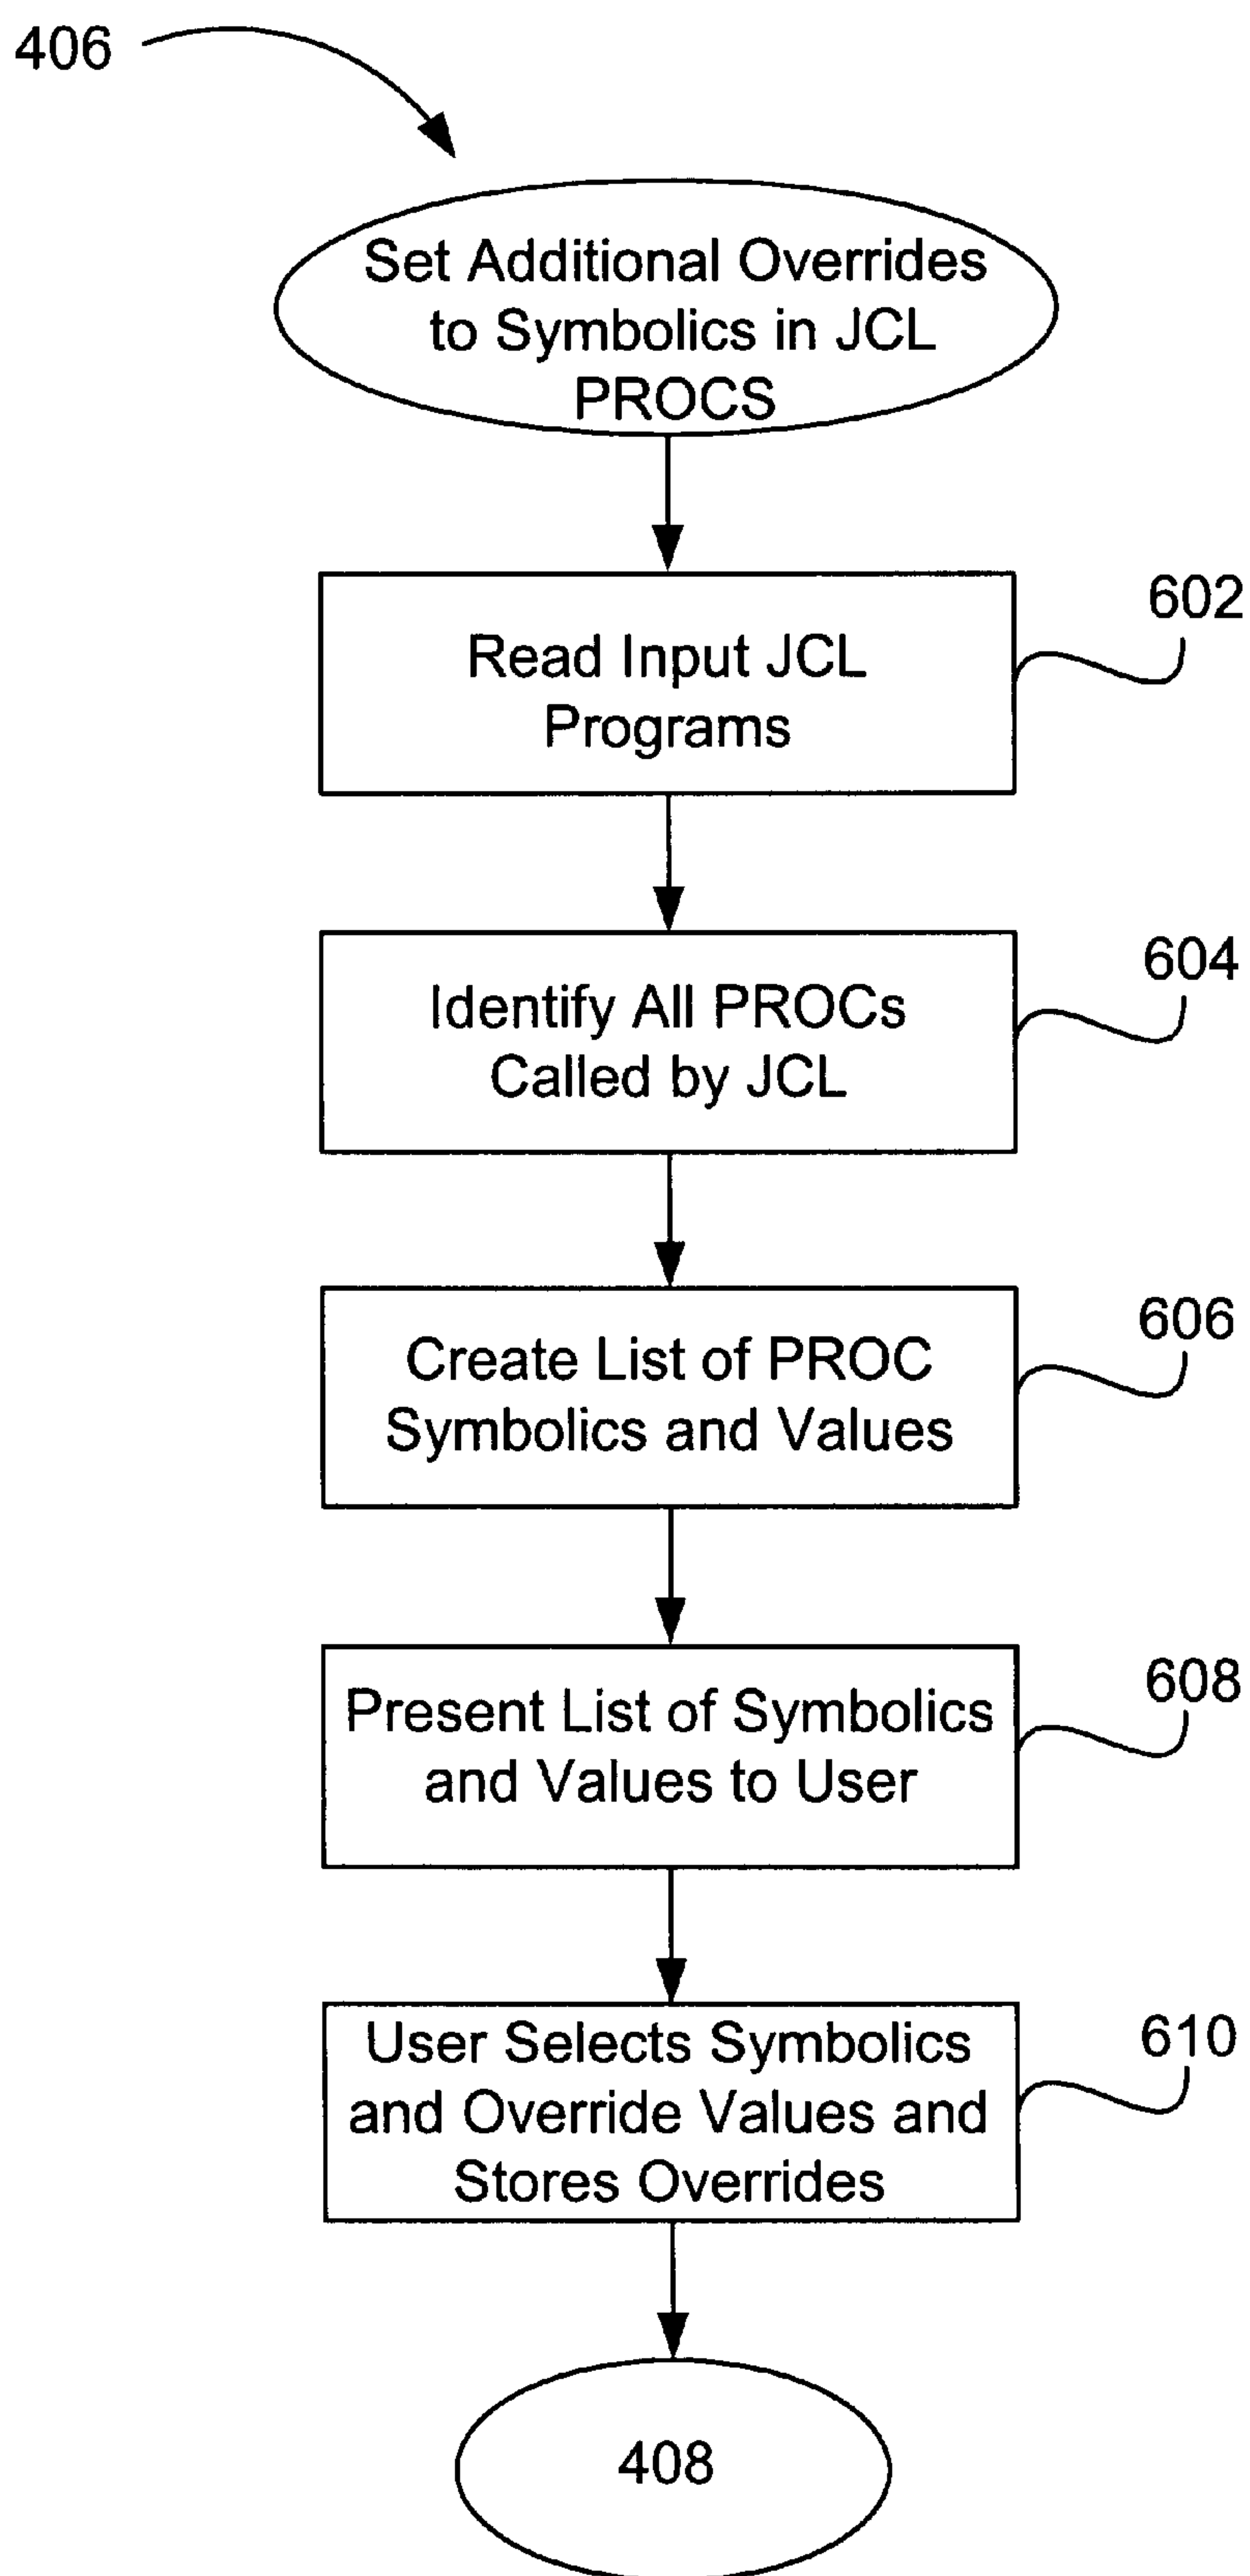 406
Set Additional Overrides
to Symbolics in JCL
PROCS
602
Read Input JCL
Programs
604
Identify All PROCs
Called by JCL
606
Create List of PROC
Symbolics and Values
608
Present List of Symbolics
and Values to User
610
User Selects Symbolics
and Override Values and
Stores Overrides
408